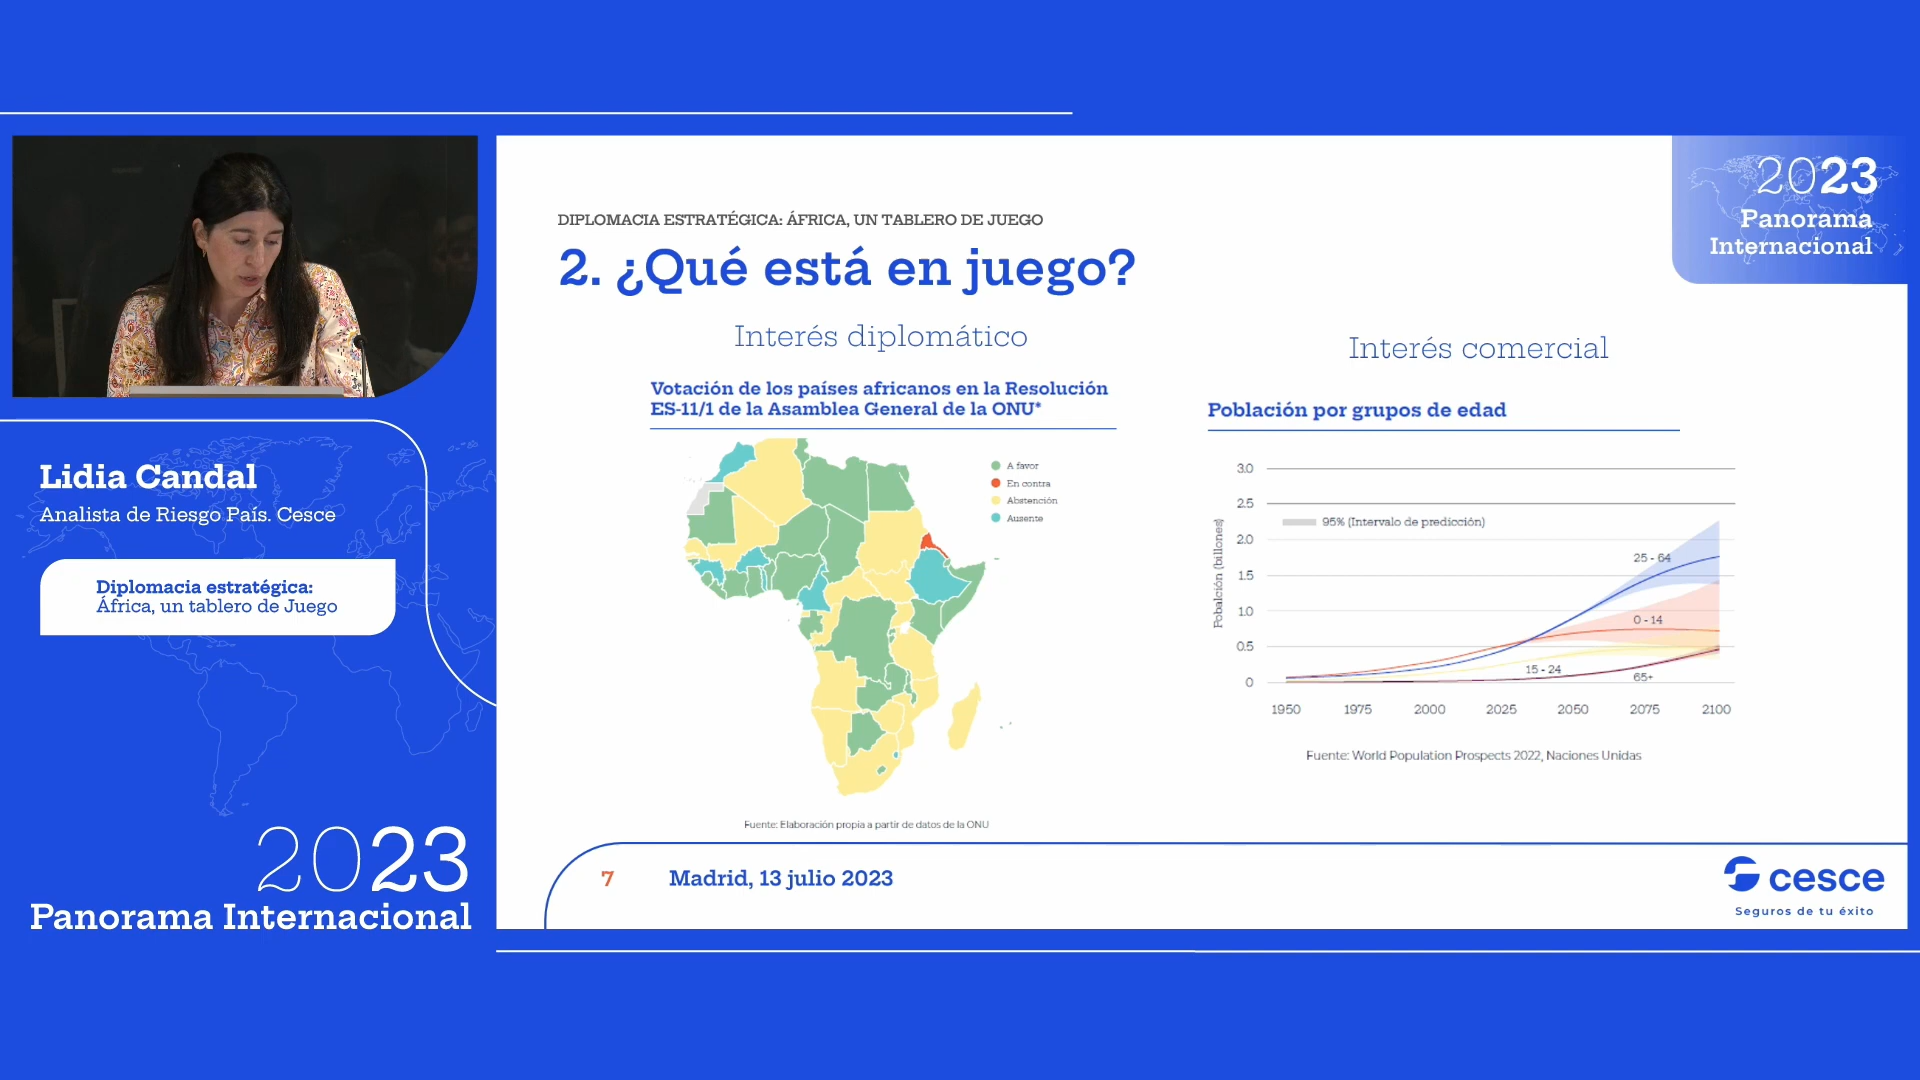 Lidia Candal
Analista de Riesgo País. Cesce
Diplomacia estratégica:
África, un tablero de Juego
2023
Panorama Internacional
2023
Panorama
Internacional
DIPLOMACIA ESTRATÉGICA: ÁFRICA, UN TABLERO DE JUEGO
2. ¿Qué está en juego?
Interés diplomático
Votación de los países africanos en la Resolución
ES-11/1 de la Asamblea General de la ONU*
A favor
En contra
Abstención
Ausente
Fuente: Elaboración propia a partir de datos de la ONU
Interés comercial
Población por grupos de edad
Pobalción (billones)
3.0
2.5
95% (Intervalo de predicción)
2.0
25 - 64
1.5
1.0
0 - 14
0.5
15 - 24
65+
0
1950 1975 2000 2025 2050 2075 2100
Fuente: World Population Prospects 2022, Naciones Unidas
7
Madrid, 13 julio 2023
cesce
Seguros de tu éxito